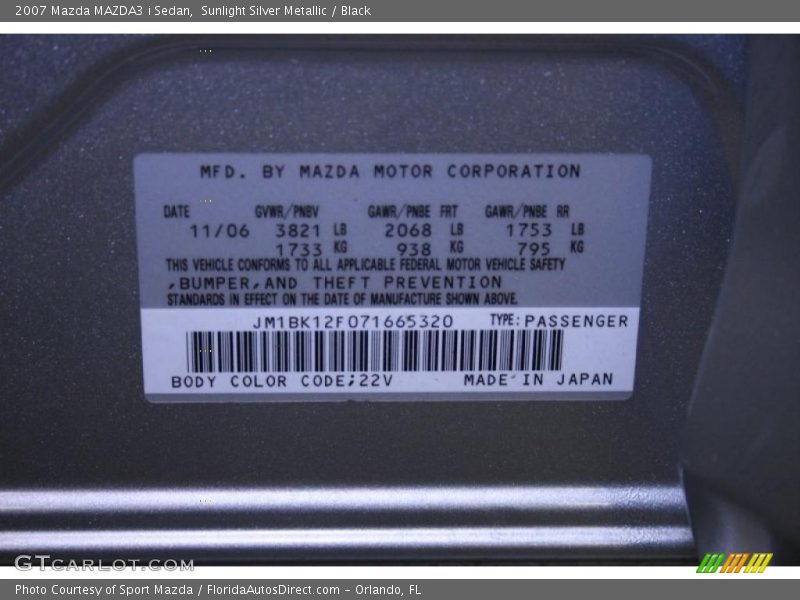 2007 Mazda MAZDA3 i Sedan,  Sunlight Silver Metallic / Black
MFD. BY MAZDA MOTOR CORPORATION
DATE GVWR/PNBV GAWR/PNBE FRT GAWR/PNBE RR
11/06 3821 LB 2068 LB 1753 LB
1733 KG 938 KG 795 KG
THIS VEHICLE CONFORMS TO ALL APPLICABLE FEDERAL MOTOR VEHICLE SAFETY
,BUMPER,AND THEFT PREVENTION
STANDARDS IN EFFECT ON THE DATE OF MANUFACTURE SHOWN ABOVE.
JM1BK12F071665320 TYPE: PASSENGER
BODY COLOR CODE;22V MADE IN JAPAN
GTCARLOT.COM
Photo Courtesy of Sport Mazda / FloridaAutosDirect.com - Orlando, FL